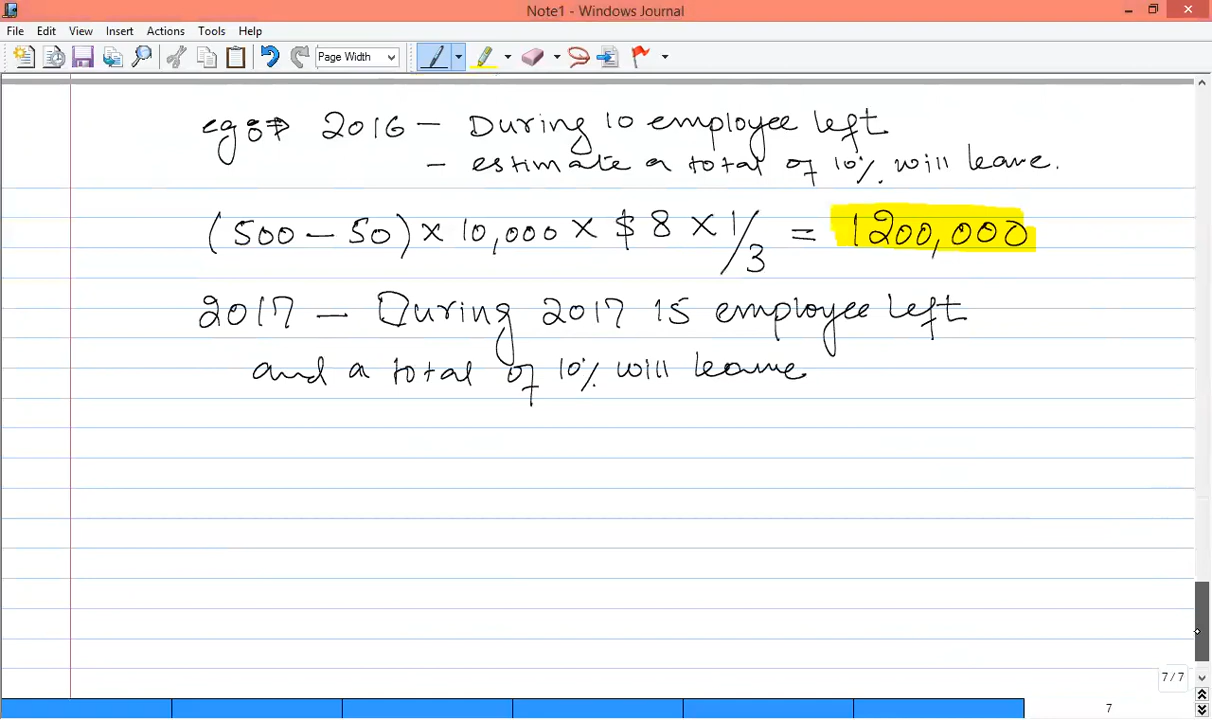 Note1 - Windows Journal
File Edit View Insert Actions Tools Help
Page Width
2016 - During 10 employee left
- estimate a total of 10% will leave.
(500 - 50) × 10,000 × $ 8 × 1/3 = 1200,000
2017 - During 2017 15 employee left
and a total of 10% will leave
7 / 7
7